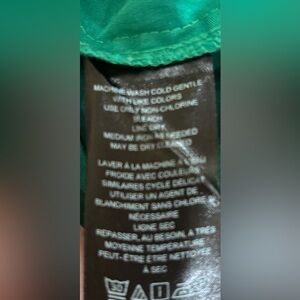 MACHINE WASH COLD GENTLE
WITH LIKE COLORS
USE ONLY NON-CHLORINE
BLEACH
LINE DRY
MEDIUM IRON AS NEEDED
MAY BE DRY CLEANED
LAVER À LA MACHINE À EAU
FROIDE AVEC COULEURS
SIMILAIRES CYCLE DÉLICAT
UTILISER UN AGENT DE
BLANCHIMENT SANS CHLORE SI
NÉCESSAIRE
LIGNE SEC
REPASSER, AU BESOIN, À TRÈS
MOYENNE TEMPÉRATURE
PEUT-ÊTRE ÊTRE NETTOYÉE
À SEC
30